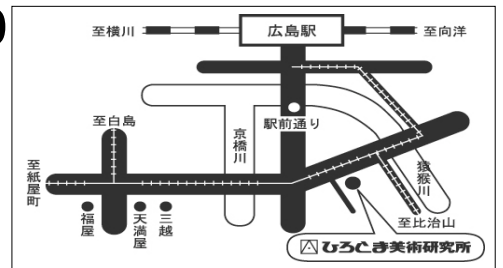 広島駅
至横川
至向洋
至白島
駅前通り
京橋川
猿猴川
至紙屋町
福屋
天満屋
三越
至比治山
ひろしま美術研究所